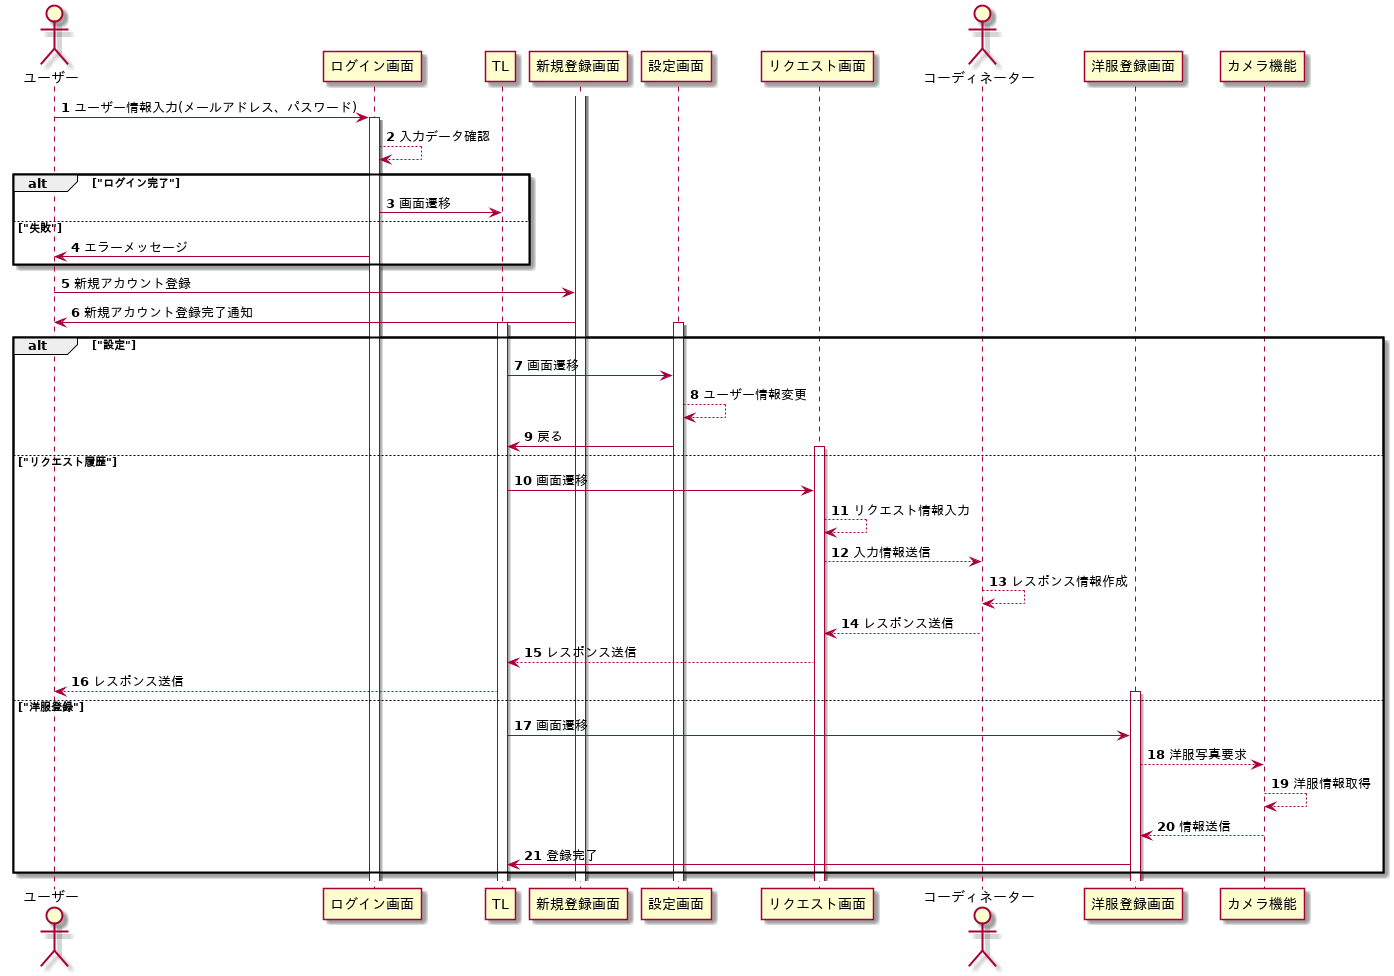 ユーザー
ログイン画面
TL
新規登録画面
設定画面
リクエスト画面
コーディネーター
洋服登録画面
カメラ機能
1 ユーザー情報入力(メールアドレス、パスワード)
2 入力データ確認
alt ["ログイン完了"]
3 画面遷移
["失敗"]
4 エラーメッセージ
5 新規アカウント登録
6 新規アカウント登録完了通知
alt ["設定"]
7 画面遷移
8 ユーザー情報変更
9 戻る
["リクエスト履歴"]
10 画面遷移
11 リクエスト情報入力
12 入力情報送信
13 レスポンス情報作成
14 レスポンス送信
15 レスポンス送信
16 レスポンス送信
["洋服登録"]
17 画面遷移
18 洋服写真要求
19 洋服情報取得
20 情報送信
21 登録完了
ユーザー
ログイン画面
TL
新規登録画面
設定画面
リクエスト画面
コーディネーター
洋服登録画面
カメラ機能